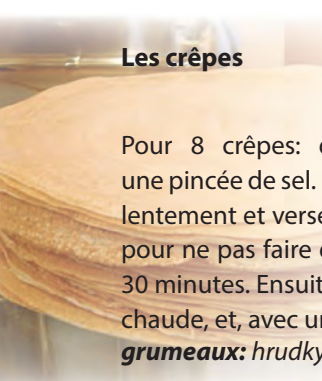 Les crêpes
Pour 8 crêpes:
une pincée de sel.
lentement et verse
pour ne pas faire
30 minutes. Ensuit
chaude, et, avec un
grumeaux: hrudky